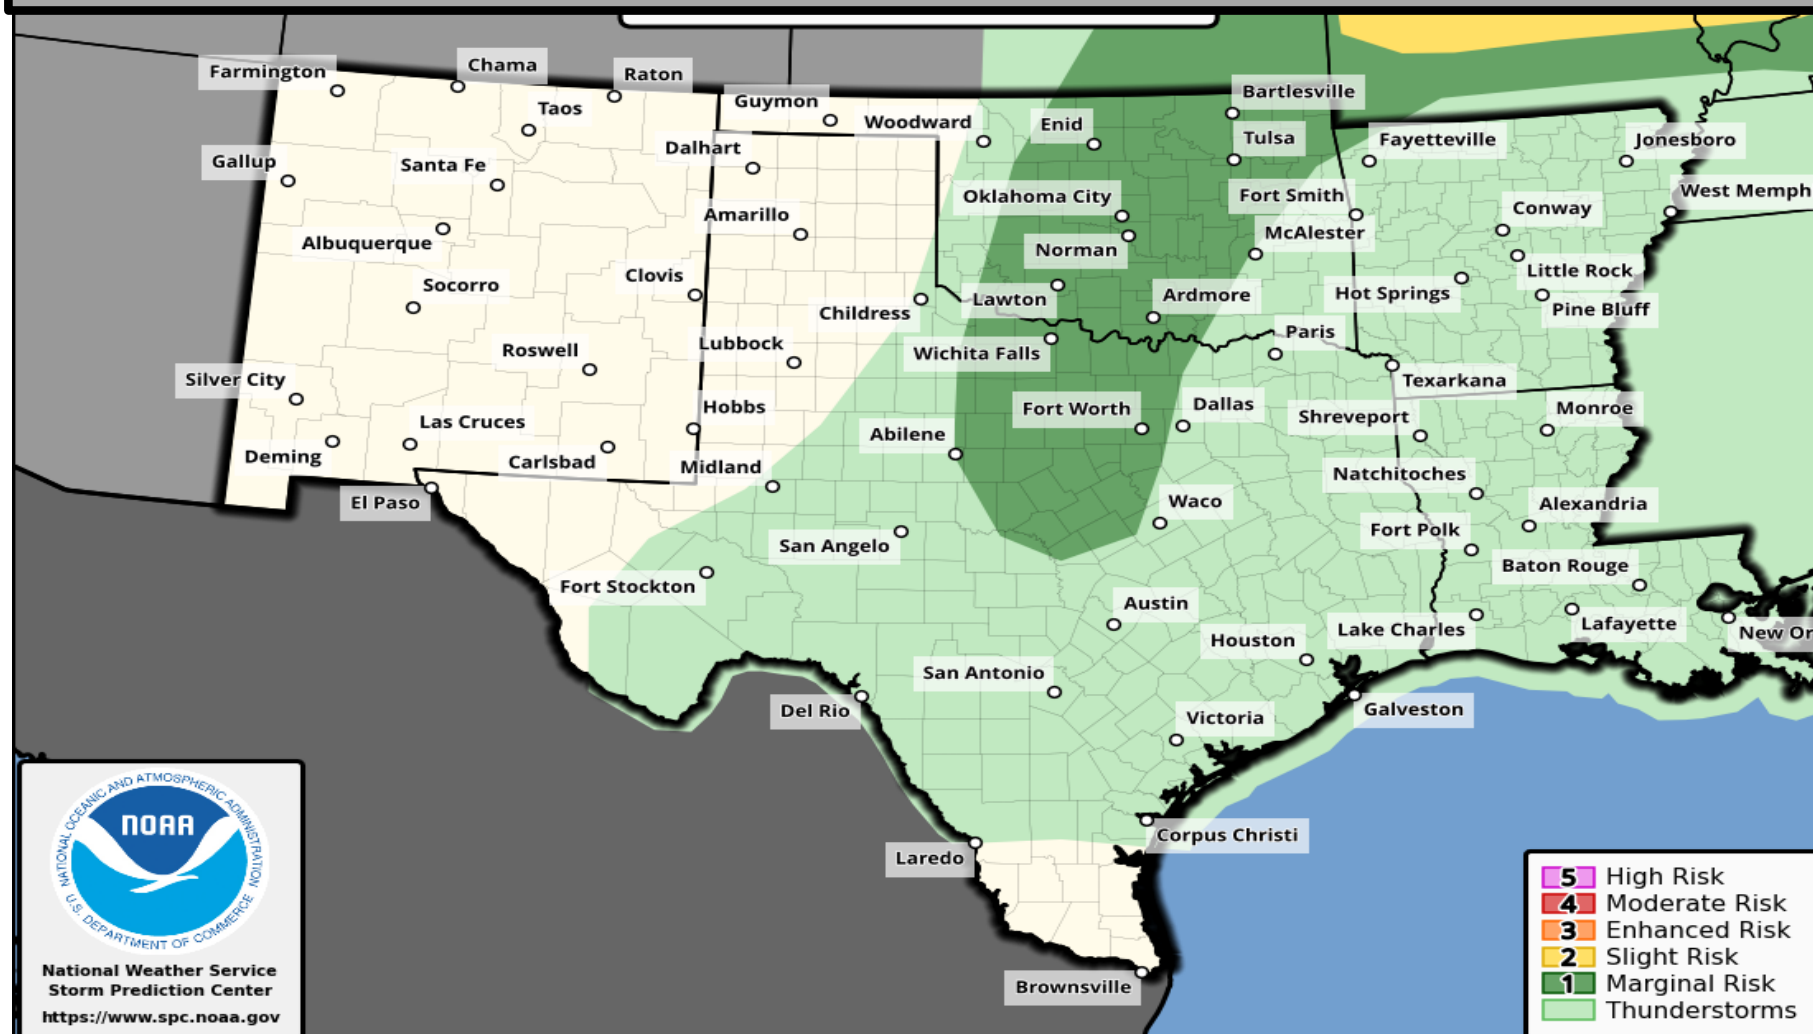 Farmington
Chama
Raton
Taos
Guymon
Woodward
Enid
Bartlesville
Tulsa
Fayetteville
Jonesboro
Gallup
Santa Fe
Dalhart
Oklahoma City
Fort Smith
Conway
West Memph
Albuquerque
Amarillo
Norman
McAlester
Socorro
Clovis
Childress
Lawton
Ardmore
Hot Springs
Little Rock
Pine Bluff
Roswell
Lubbock
Wichita Falls
Paris
Texarkana
Silver City
Las Cruces
Hobbs
Abilene
Fort Worth
Dallas
Shreveport
Monroe
Deming
Carlsbad
Midland
Natchitoches
El Paso
San Angelo
Waco
Fort Polk
Alexandria
Fort Stockton
Austin
Baton Rouge
Houston
Lake Charles
Lafayette
New Or
San Antonio
Del Rio
Victoria
Galveston
Laredo
Corpus Christi
Brownsville
NATIONAL OCEANIC AND ATMOSPHERIC ADMINISTRATION
NOAA
U.S. DEPARTMENT OF COMMERCE
National Weather Service
Storm Prediction Center
https://www.spc.noaa.gov
5 High Risk
4 Moderate Risk
3 Enhanced Risk
2 Slight Risk
1 Marginal Risk
Thunderstorms